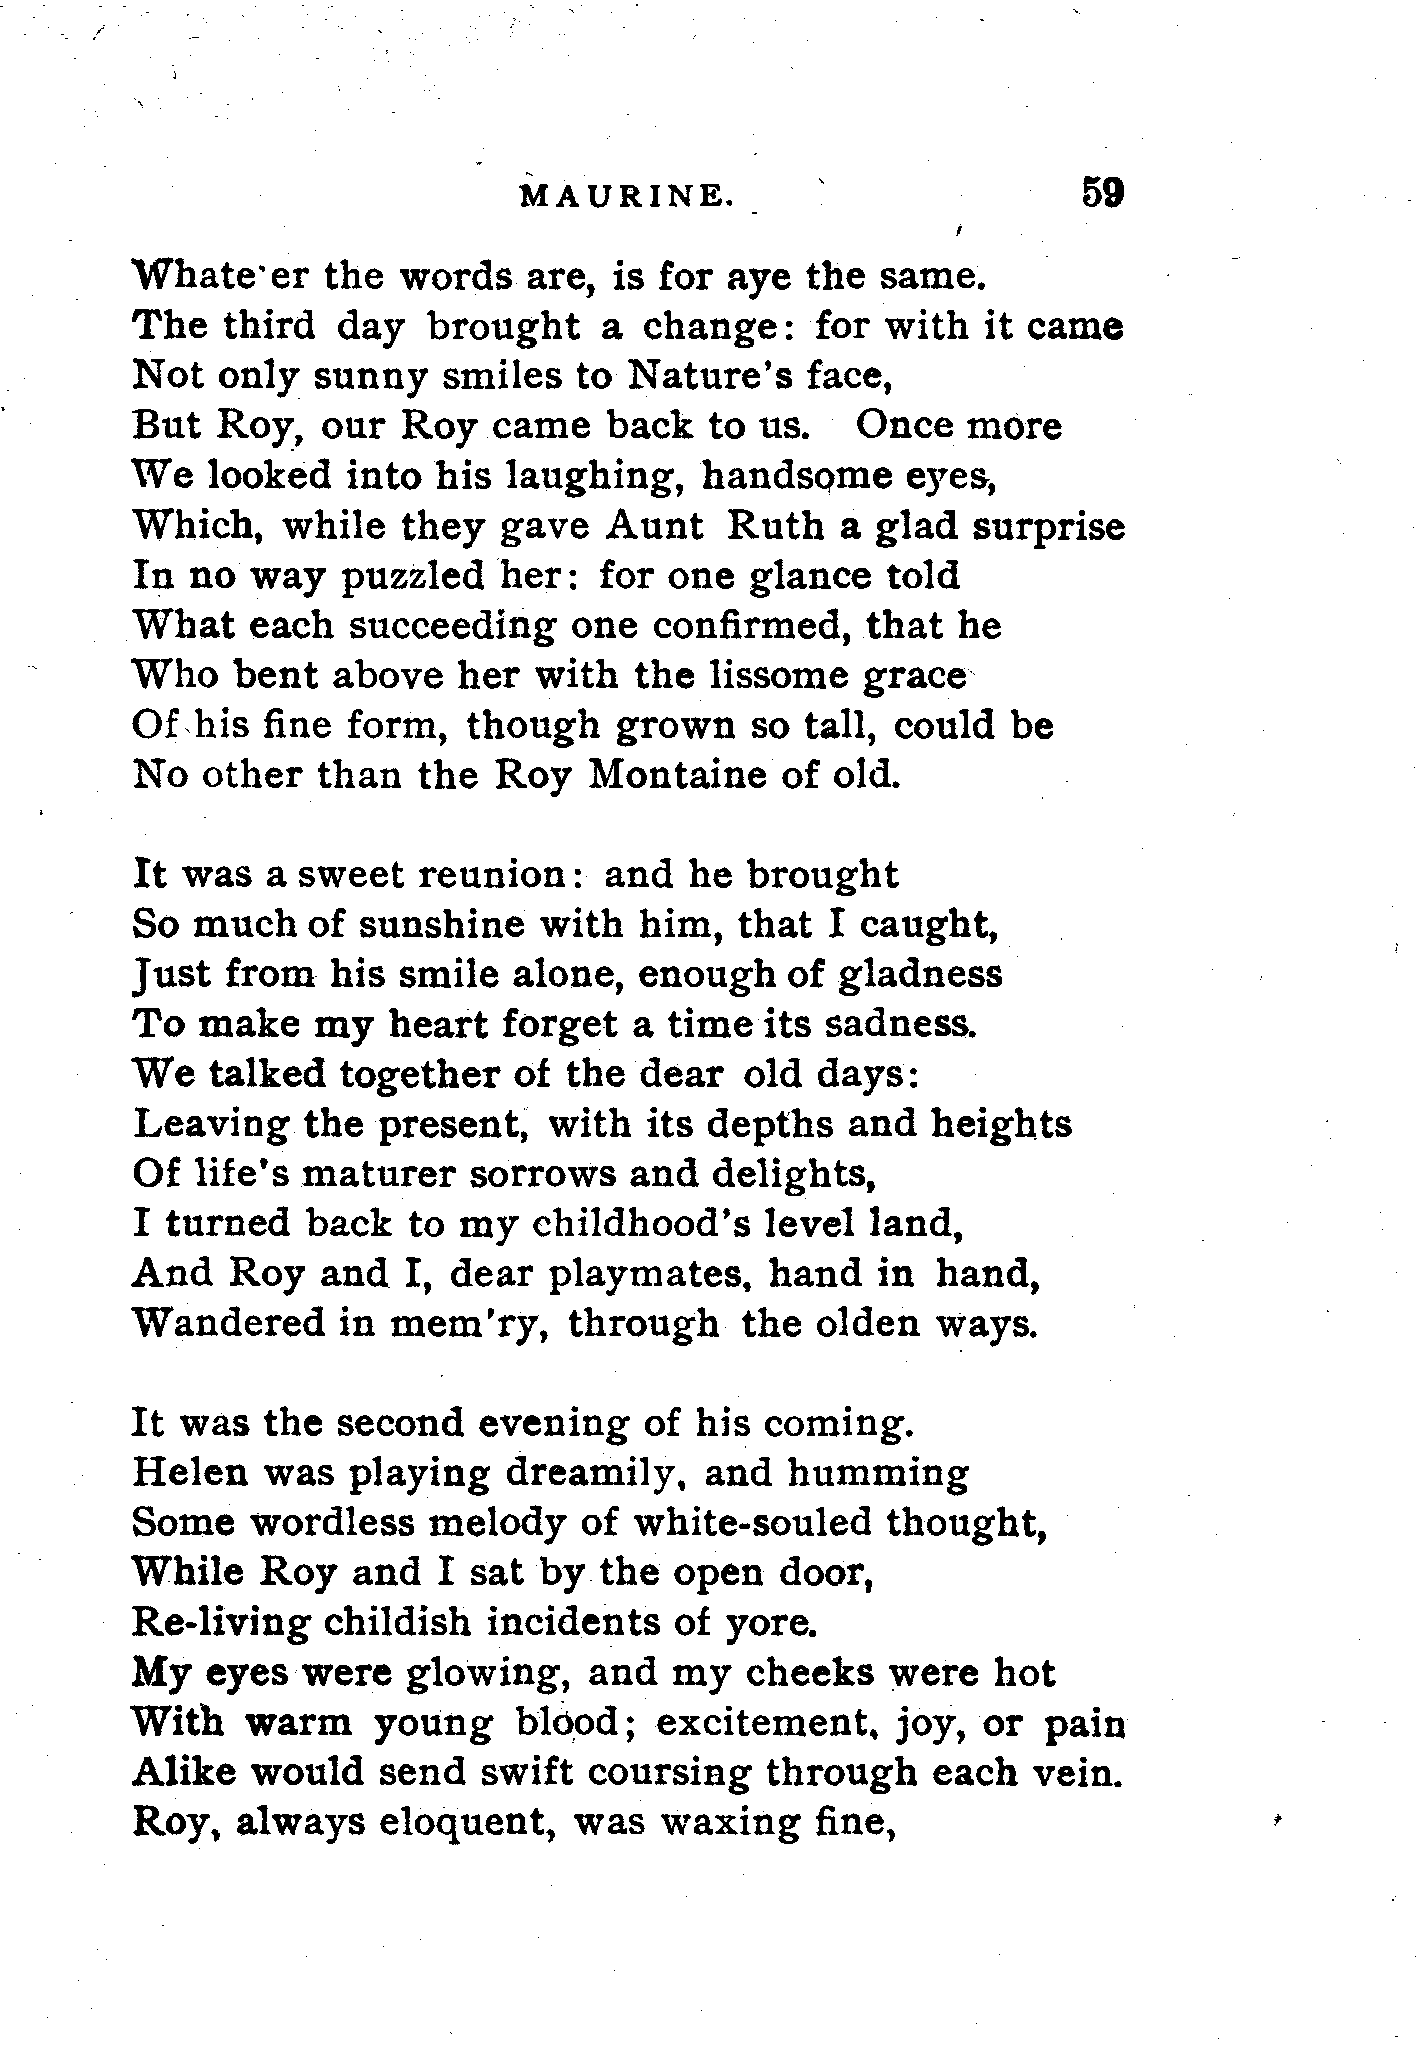 MAURINE. 59
Whate'er the words are, is for aye the same.
The third day brought a change: for with it came
Not only sunny smiles to Nature's face,
But Roy, our Roy came back to us. Once more
We looked into his laughing, handsome eyes,
Which, while they gave Aunt Ruth a glad surprise
In no way puzzled her: for one glance told
What each succeeding one confirmed, that he
Who bent above her with the lissome grace
Of his fine form, though grown so tall, could be
No other than the Roy Montaine of old.

It was a sweet reunion: and he brought
So much of sunshine with him, that I caught,
Just from his smile alone, enough of gladness
To make my heart forget a time its sadness.
We talked together of the dear old days:
Leaving the present, with its depths and heights
Of life's maturer sorrows and delights,
I turned back to my childhood's level land,
And Roy and I, dear playmates, hand in hand,
Wandered in mem'ry, through the olden ways.

It was the second evening of his coming.
Helen was playing dreamily, and humming
Some wordless melody of white-souled thought,
While Roy and I sat by the open door,
Re-living childish incidents of yore.
My eyes were glowing, and my cheeks were hot
With warm young blood; excitement, joy, or pain
Alike would send swift coursing through each vein.
Roy, always eloquent, was waxing fine,